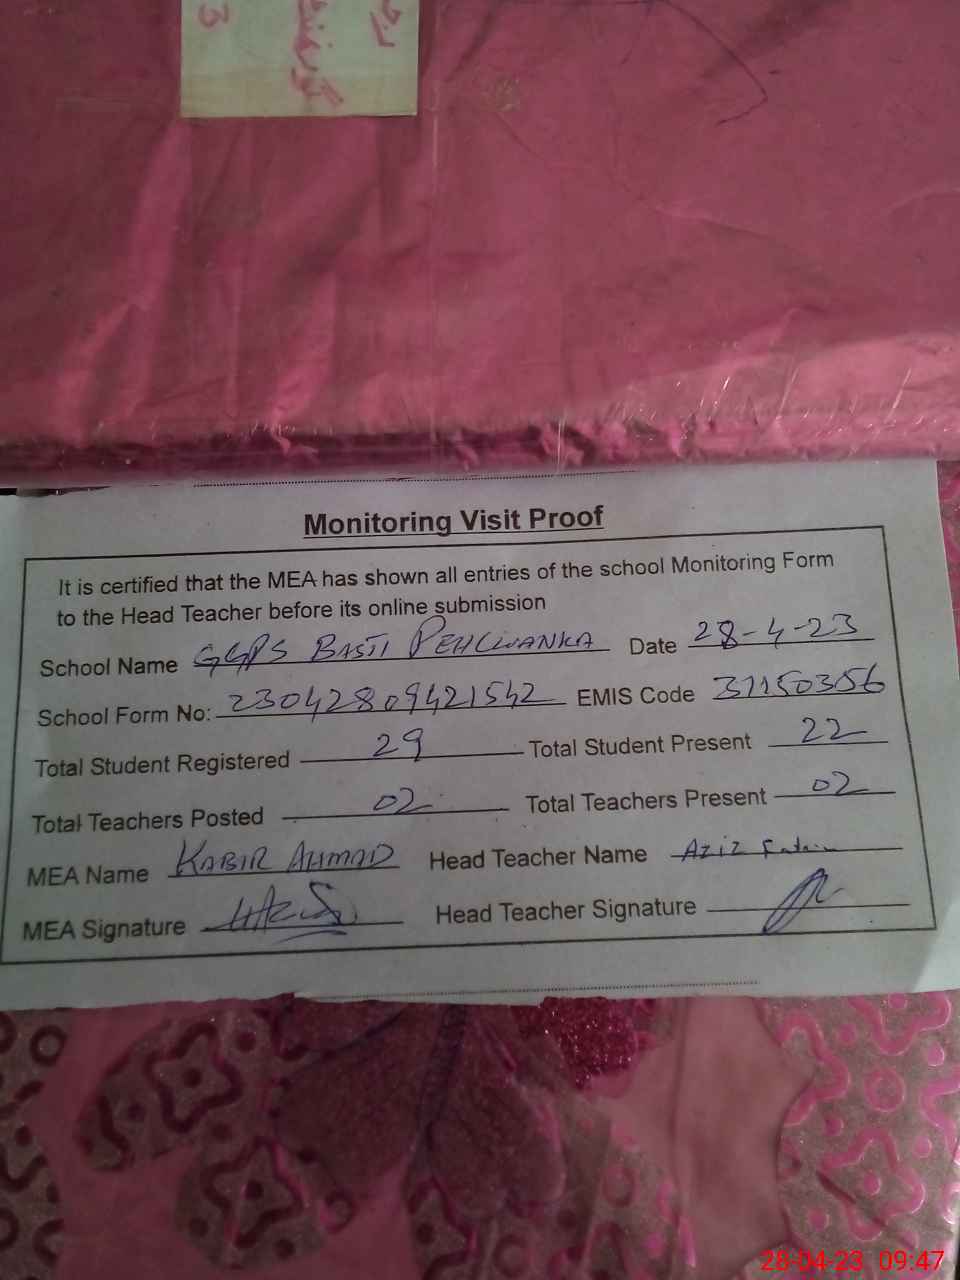 3
Monitoring Visit Proof
It is certified that the MEA has shown all entries of the school Monitoring Form
to the Head Teacher before its online submission
School Name GGPS BASTI PEHLWANKA Date 28-4-23
School Form No: 23042809421542 EMIS Code 31150356
Total Student Registered 29 Total Student Present 22
Total Teachers Posted 02 Total Teachers Present 02
MEA Name KABIR AHMAD Head Teacher Name Aziz
MEA Signature Head Teacher Signature
28-04-23 09:47